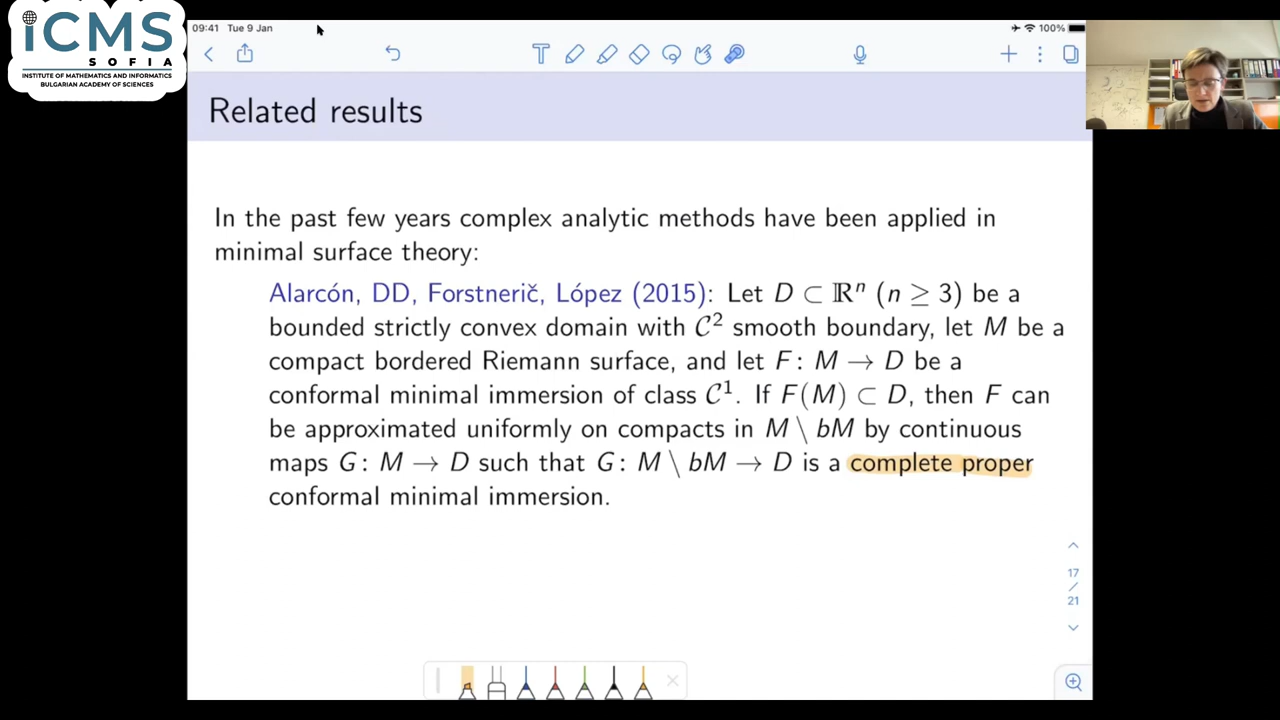 iCMS
SOFIA
INSTITUTE OF MATHEMATICS AND INFORMATICS
BULGARIAN ACADEMY OF SCIENCES
09:41 Tue 9 Jan
100%
Related results
In the past few years complex analytic methods have been applied in
minimal surface theory:
Alarcón, DD, Forstnerič, López (2015): Let D ⊂ ℝⁿ (n ≥ 3) be a
bounded strictly convex domain with 𝒞² smooth boundary, let M be a
compact bordered Riemann surface, and let F : M → D be a
conformal minimal immersion of class 𝒞¹. If F(M) ⊂ D, then F can
be approximated uniformly on compacts in M \ bM by continuous
maps G : M → D such that G : M \ bM → D is a complete proper
conformal minimal immersion.
17
/
21